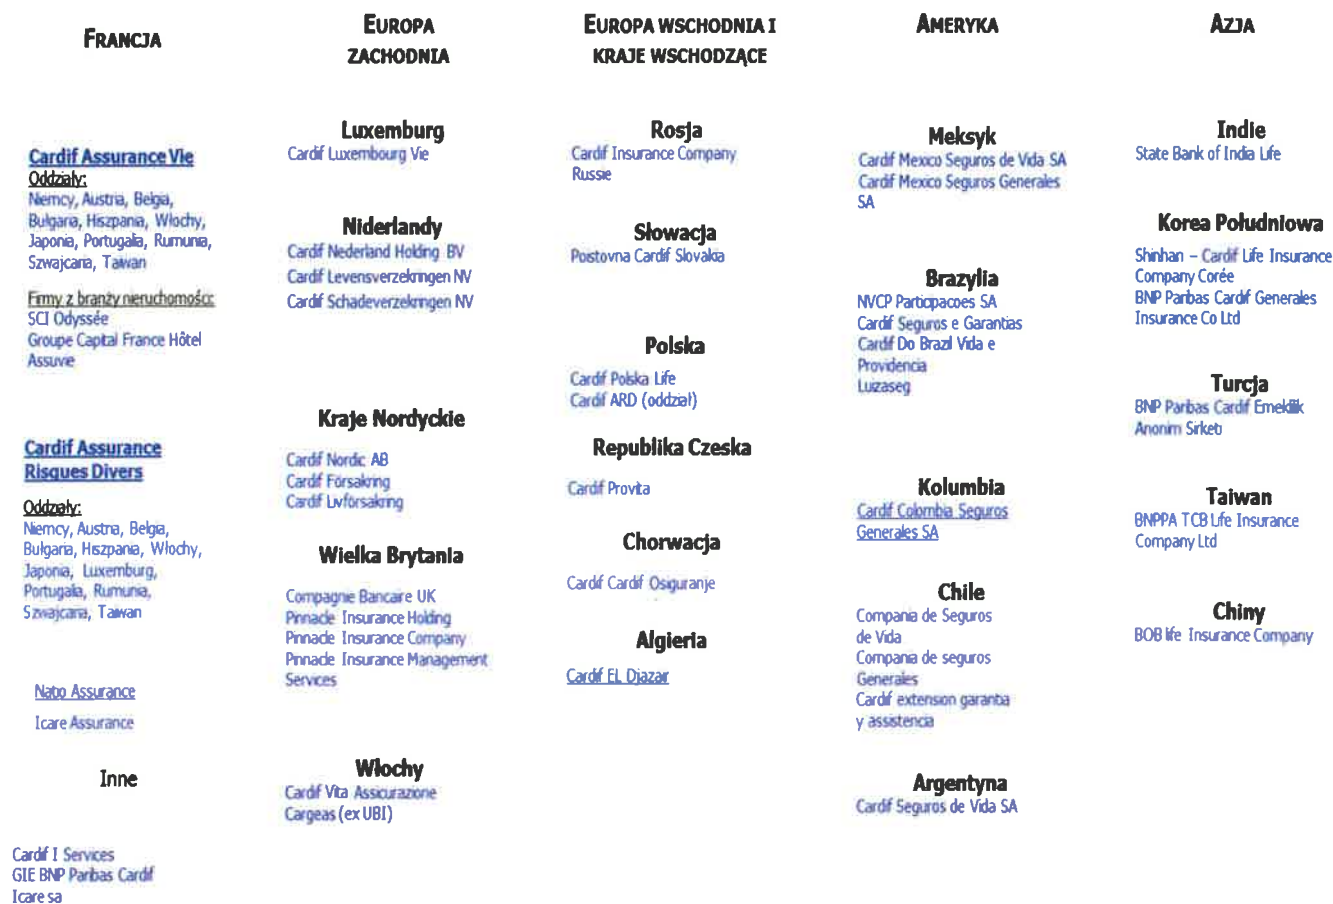 FRANCJA
Cardif Assurance Vie
Oddziały:
Niemcy, Austria, Belgia,
Bułgaria, Hiszpania, Włochy,
Japonia, Portugalia, Rumunia,
Szwajcaria, Taiwan
Firmy z branży nieruchomości:
SCI Odyssée
Groupe Capital France Hôtel
Assuvie
Cardif Assurance
Risques Divers
Oddziały:
Niemcy, Austria, Belgia,
Bułgaria, Hiszpania, Włochy,
Japonia, Luxemburg,
Portugalia, Rumunia,
Szwajcaria, Taiwan
Natio Assurance
Icare Assurance
Inne
Cardif I Services
GIE BNP Paribas Cardif
Icare sa
EUROPA
ZACHODNIA
Luxemburg
Cardif Luxembourg Vie
Niderlandy
Cardif Nederland Holding BV
Cardif Levensverzekringen NV
Cardif Schadeverzekringen NV
Kraje Nordyckie
Cardif Nordic AB
Cardif Försakring
Cardif Livförsakring
Wielka Brytania
Compagnie Bancaire UK
Pinnacle Insurance Holding
Pinnacle Insurance Company
Pinnacle Insurance Management
Services
Włochy
Cardif Vita Assicurazione
Cargeas (ex UBI)
EUROPA WSCHODNIA I
KRAJE WSCHODZĄCE
Rosja
Cardif Insurance Company
Russie
Słowacja
Poistovna Cardif Slovakia
Polska
Cardif Polska Life
Cardif ARD (oddział)
Republika Czeska
Cardif Provita
Chorwacja
Cardif Cardif Osiguranje
Algieria
Cardif EL Djazair
AMERYKA
Meksyk
Cardif Mexico Seguros de Vida SA
Cardif Mexico Seguros Generales
SA
Brazylia
NVCP Participacoes SA
Cardif Seguros e Garantias
Cardif Do Brazil Vida e
Providencia
Luizaseg
Kolumbia
Cardif Colombia Seguros
Generales SA
Chile
Compania de Seguros
de Vida
Compania de seguros
Generales
Cardif extension garantia
y assistencia
Argentyna
Cardif Seguros de Vida SA
AZJA
Indie
State Bank of India Life
Korea Południowa
Shinhan – Cardif Life Insurance
Company Corée
BNP Paribas Cardif Generales
Insurance Co Ltd
Turcja
BNP Paribas Cardif Emeklilik
Anonim Sirketi
Taiwan
BNPPA TCB Life Insurance
Company Ltd
Chiny
BOB life Insurance Company